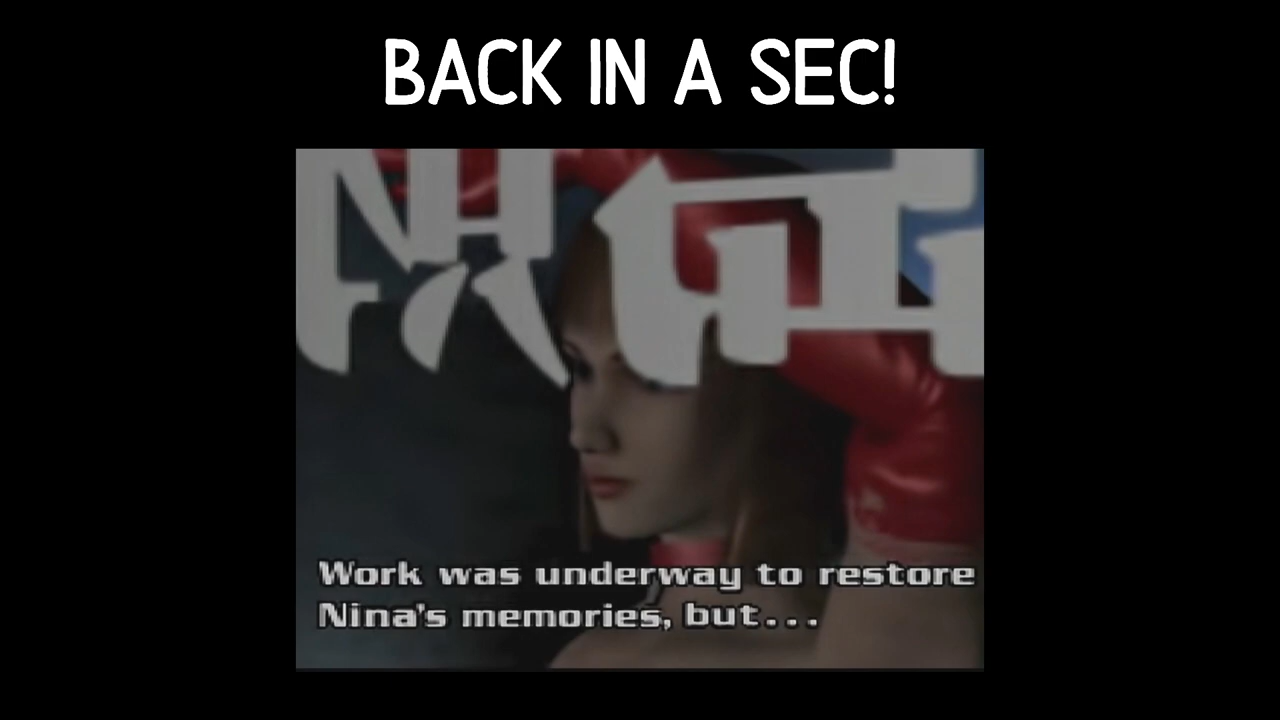 BACK IN A SEC!
Work was underway to restore
Nina's memories, but...